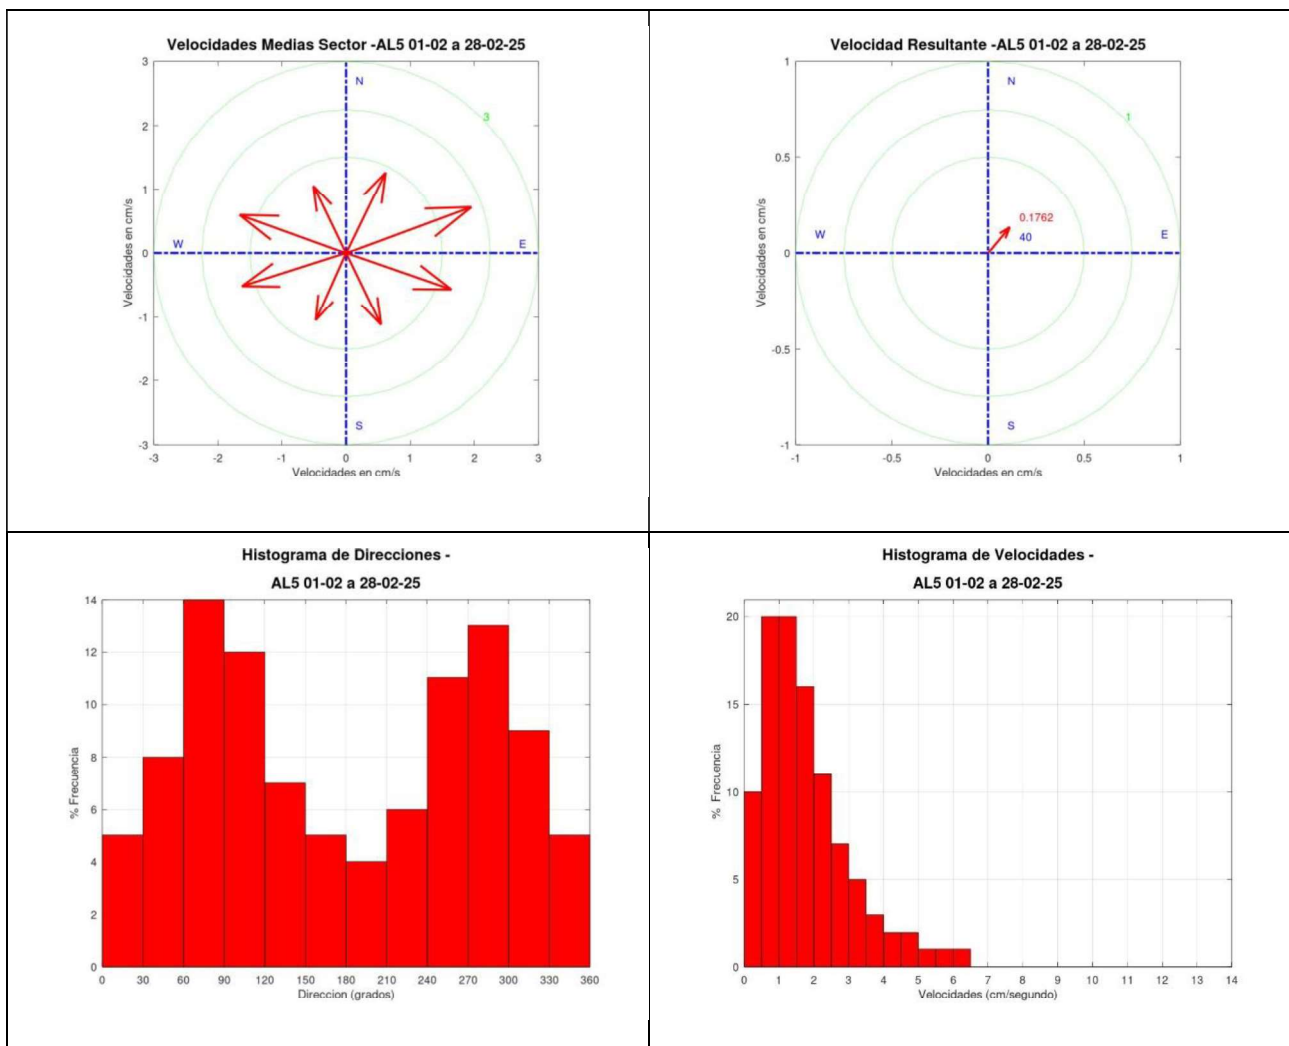 Velocidades Medias Sector -AL5 01-02 a 28-02-25
3
2
1
0
-1
-2
-3
Velocidades en cm/s
N
3
W
E
S
-3
-2
-1
0
1
2
3
Velocidades en cm/s
Velocidad Resultante -AL5 01-02 a 28-02-25
1
0.5
0
-0.5
-1
Velocidades en cm/s
N
1
0.1762
40
W
E
S
-1
-0.5
0
0.5
1
Velocidades en cm/s
Histograma de Direcciones -
AL5 01-02 a 28-02-25
14
12
10
8
6
4
2
0
% Frecuencia
0 30 60 90 120 150 180 210 240 270 300 330 360
Direccion (grados)
Histograma de Velocidades -
AL5 01-02 a 28-02-25
20
15
10
5
0
% Frecuencia
0 1 2 3 4 5 6 7 8 9 10 11 12 13 14
Velocidades (cm/segundo)